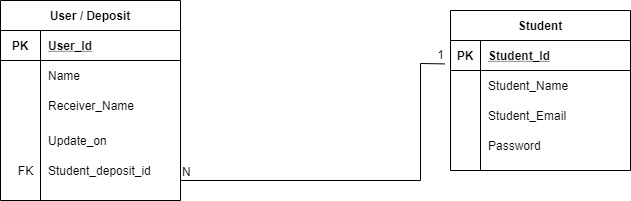 User / Deposit
PK User_Id
Name
Receiver_Name
Update_on
FK Student_deposit_id
N
1
Student
PK Student_Id
Student_Name
Student_Email
Password